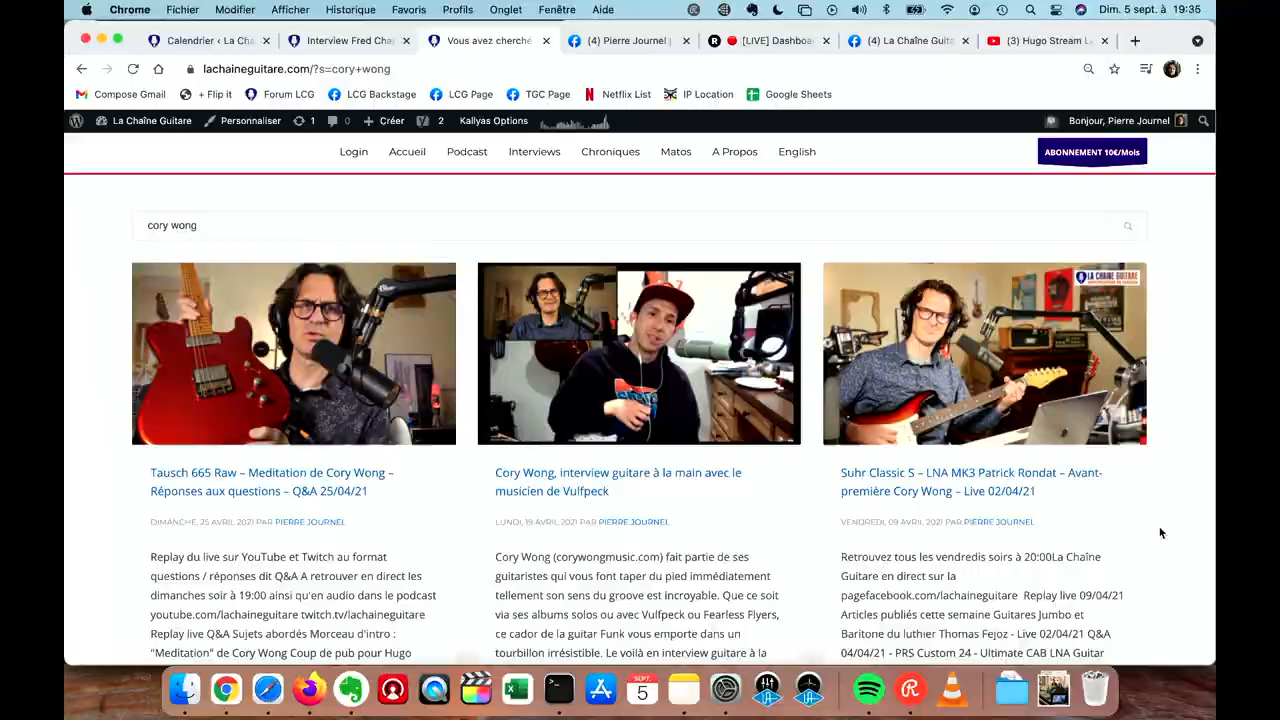 Chrome Fichier Modifier Afficher Historique Favoris Profils Onglet Fenêtre Aide Dim. 5 sept. à 19:35
Calendrier ‹ La Cha Interview Fred Chap Vous avez cherché (4) Pierre Journel | [LIVE] Dashboa (4) La Chaîne Guita (3) Hugo Stream L
lachaineguitare.com/?s=cory+wong
Compose Gmail + Flip it Forum LCG LCG Backstage LCG Page TGC Page Netflix List IP Location Google Sheets
La Chaîne Guitare Personnaliser 1 0 Créer 2 Kallyas Options Bonjour, Pierre Journel
Login Accueil Podcast Interviews Chroniques Matos A Propos English ABONNEMENT 10€/Mois
cory wong
LA CHAINE GUITARE
Tausch 665 Raw – Meditation de Cory Wong –
Réponses aux questions – Q&A 25/04/21
DIMANCHE, 25 AVRIL 2021 PAR PIERRE JOURNEL
Replay du live sur YouTube et Twitch au format
questions / réponses dit Q&A A retrouver en direct les
dimanches soir à 19:00 ainsi qu'en audio dans le podcast
youtube.com/lachaineguitare twitch.tv/lachaineguitare
Replay live Q&A Sujets abordés Morceau d'intro :
"Meditation" de Cory Wong Coup de pub pour Hugo
Cory Wong, interview guitare à la main avec le
musicien de Vulfpeck
LUNDI, 19 AVRIL 2021 PAR PIERRE JOURNEL
Cory Wong (corywongmusic.com) fait partie de ses
guitaristes qui vous font taper du pied immédiatement
tellement son sens du groove est incroyable. Que ce soit
via ses albums solos ou avec Vulfpeck ou Fearless Flyers,
ce cador de la guitar Funk vous emporte dans un
tourbillon irrésistible. Le voilà en interview guitare à la
Suhr Classic S – LNA MK3 Patrick Rondat – Avant-
première Cory Wong – Live 02/04/21
VENDREDI, 09 AVRIL 2021 PAR PIERRE JOURNEL
Retrouvez tous les vendredis soirs à 20:00La Chaîne
Guitare en direct sur la
pagefacebook.com/lachaineguitare Replay live 09/04/21
Articles publiés cette semaine Guitares Jumbo et
Baritone du luthier Thomas Fejoz - Live 02/04/21 Q&A
04/04/21 - PRS Custom 24 - Ultimate CAB LNA Guitar
SEPT.
5